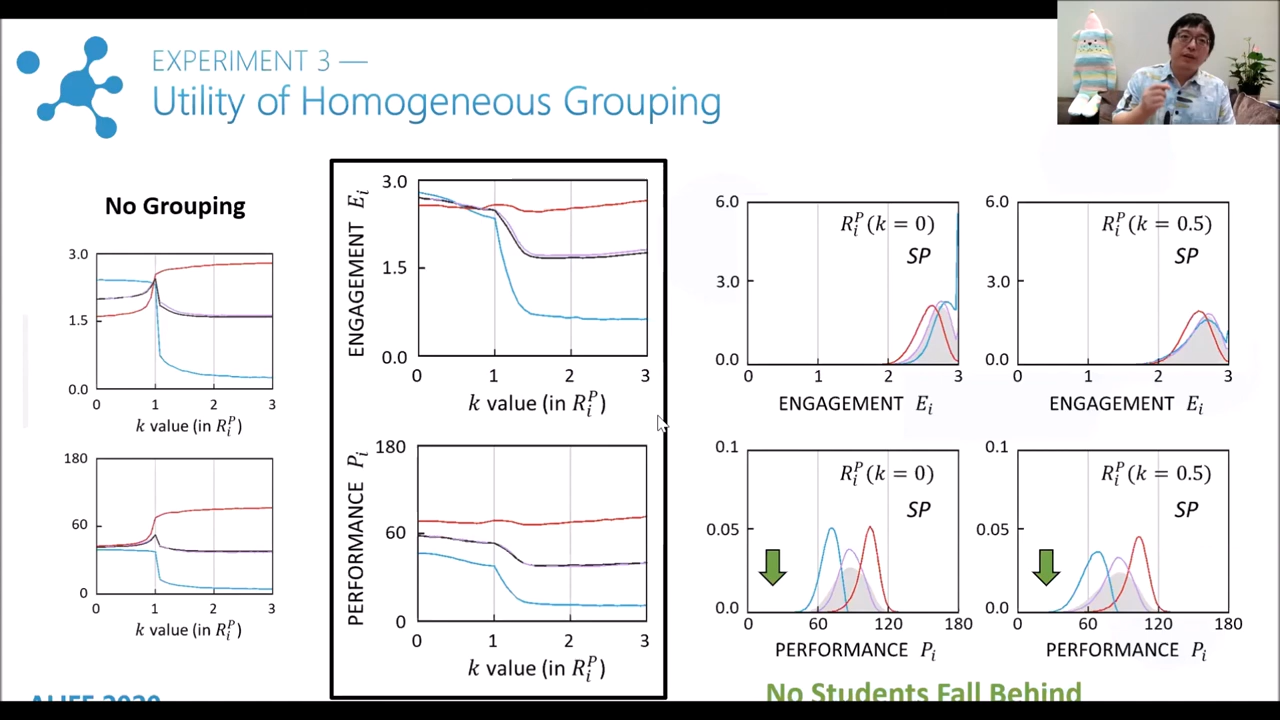 EXPERIMENT 3 —
Utility of Homogeneous Grouping
No Grouping
3.0
1.5
0.0
0 1 2 3
k value (in R_i^P)
180
60
0
0 1 2 3
k value (in R_i^P)
ENGAGEMENT E_i
3.0
1.5
0.0
0 1 2 3
k value (in R_i^P)
PERFORMANCE P_i
180
60
0
0 1 2 3
k value (in R_i^P)
6.0
3.0
0.0
R_i^P(k = 0)
SP
0 1 2 3
ENGAGEMENT E_i
6.0
3.0
0.0
R_i^P(k = 0.5)
SP
0 1 2 3
ENGAGEMENT E_i
0.1
0.05
0.0
R_i^P(k = 0)
SP
0 60 120 180
PERFORMANCE P_i
0.1
0.05
0.0
R_i^P(k = 0.5)
SP
0 60 120 180
PERFORMANCE P_i
ALIFE 2020
No Students Fall Behind